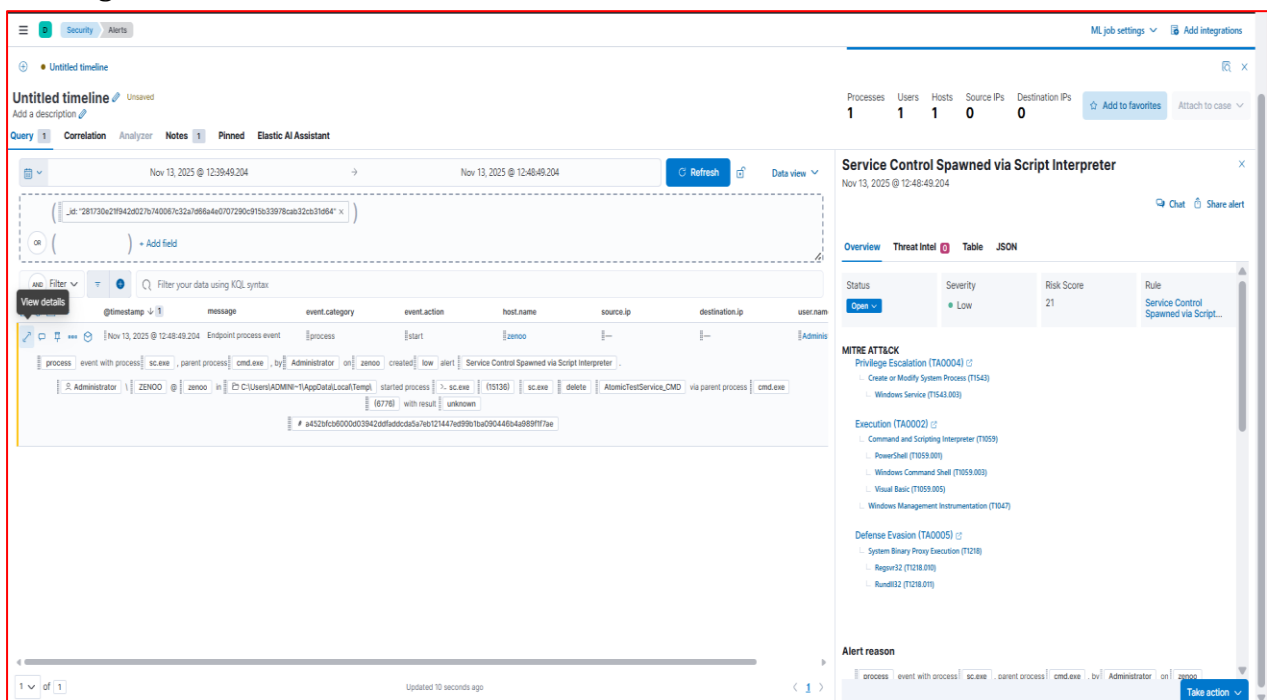 D Security Alerts ML job settings Add integrations
Untitled timeline
Untitled timeline Unsaved
Add a description
Processes Users Hosts Source IPs Destination IPs
1 1 1 0 0
Add to favorites Attach to case
Query 1 Correlation Analyzer Notes 1 Pinned Elastic AI Assistant
Nov 13, 2025 @ 12:39:49.204 → Nov 13, 2025 @ 12:48:49.204 Refresh Data view
( _id: "281730e21f942d027b740067c32a7d66a4e0707290c915b33978cab32cb31d64" × )
OR ( ) + Add field
AND Filter Filter your data using KQL syntax
View details
@timestamp 1 message event.category event.action host.name source.ip destination.ip user.nam
Nov 13, 2025 @ 12:48:49.204 Endpoint process event process start zenoo — — Adminis
process event with process sc.exe , parent process cmd.exe , by Administrator on zenoo created low alert Service Control Spawned via Script Interpreter .
Administrator \ ZENOO @ zenoo in C:\Users\ADMINI~1\AppData\Local\Temp\ started process sc.exe (15136) sc.exe delete AtomicTestService_CMD via parent process cmd.exe
(6776) with result unknown
# a452bfcb6000d03942ddfaddcda5a7eb121447ed99b1ba090446b4a989f1f7ae
1 of 1 Updated 10 seconds ago 1
Service Control Spawned via Script Interpreter
Nov 13, 2025 @ 12:48:49.204
Chat Share alert
Overview Threat Intel 0 Table JSON
Status Severity Risk Score Rule
Open Low 21 Service Control
Spawned via Script...
MITRE ATT&CK
Privilege Escalation (TA0004)
Create or Modify System Process (T1543)
Windows Service (T1543.003)
Execution (TA0002)
Command and Scripting Interpreter (T1059)
PowerShell (T1059.001)
Windows Command Shell (T1059.003)
Visual Basic (T1059.005)
Windows Management Instrumentation (T1047)
Defense Evasion (TA0005)
System Binary Proxy Execution (T1218)
Regsvr32 (T1218.010)
Rundll32 (T1218.011)
Alert reason
process event with process sc.exe , parent process cmd.exe , by Administrator on zenoo
Take action